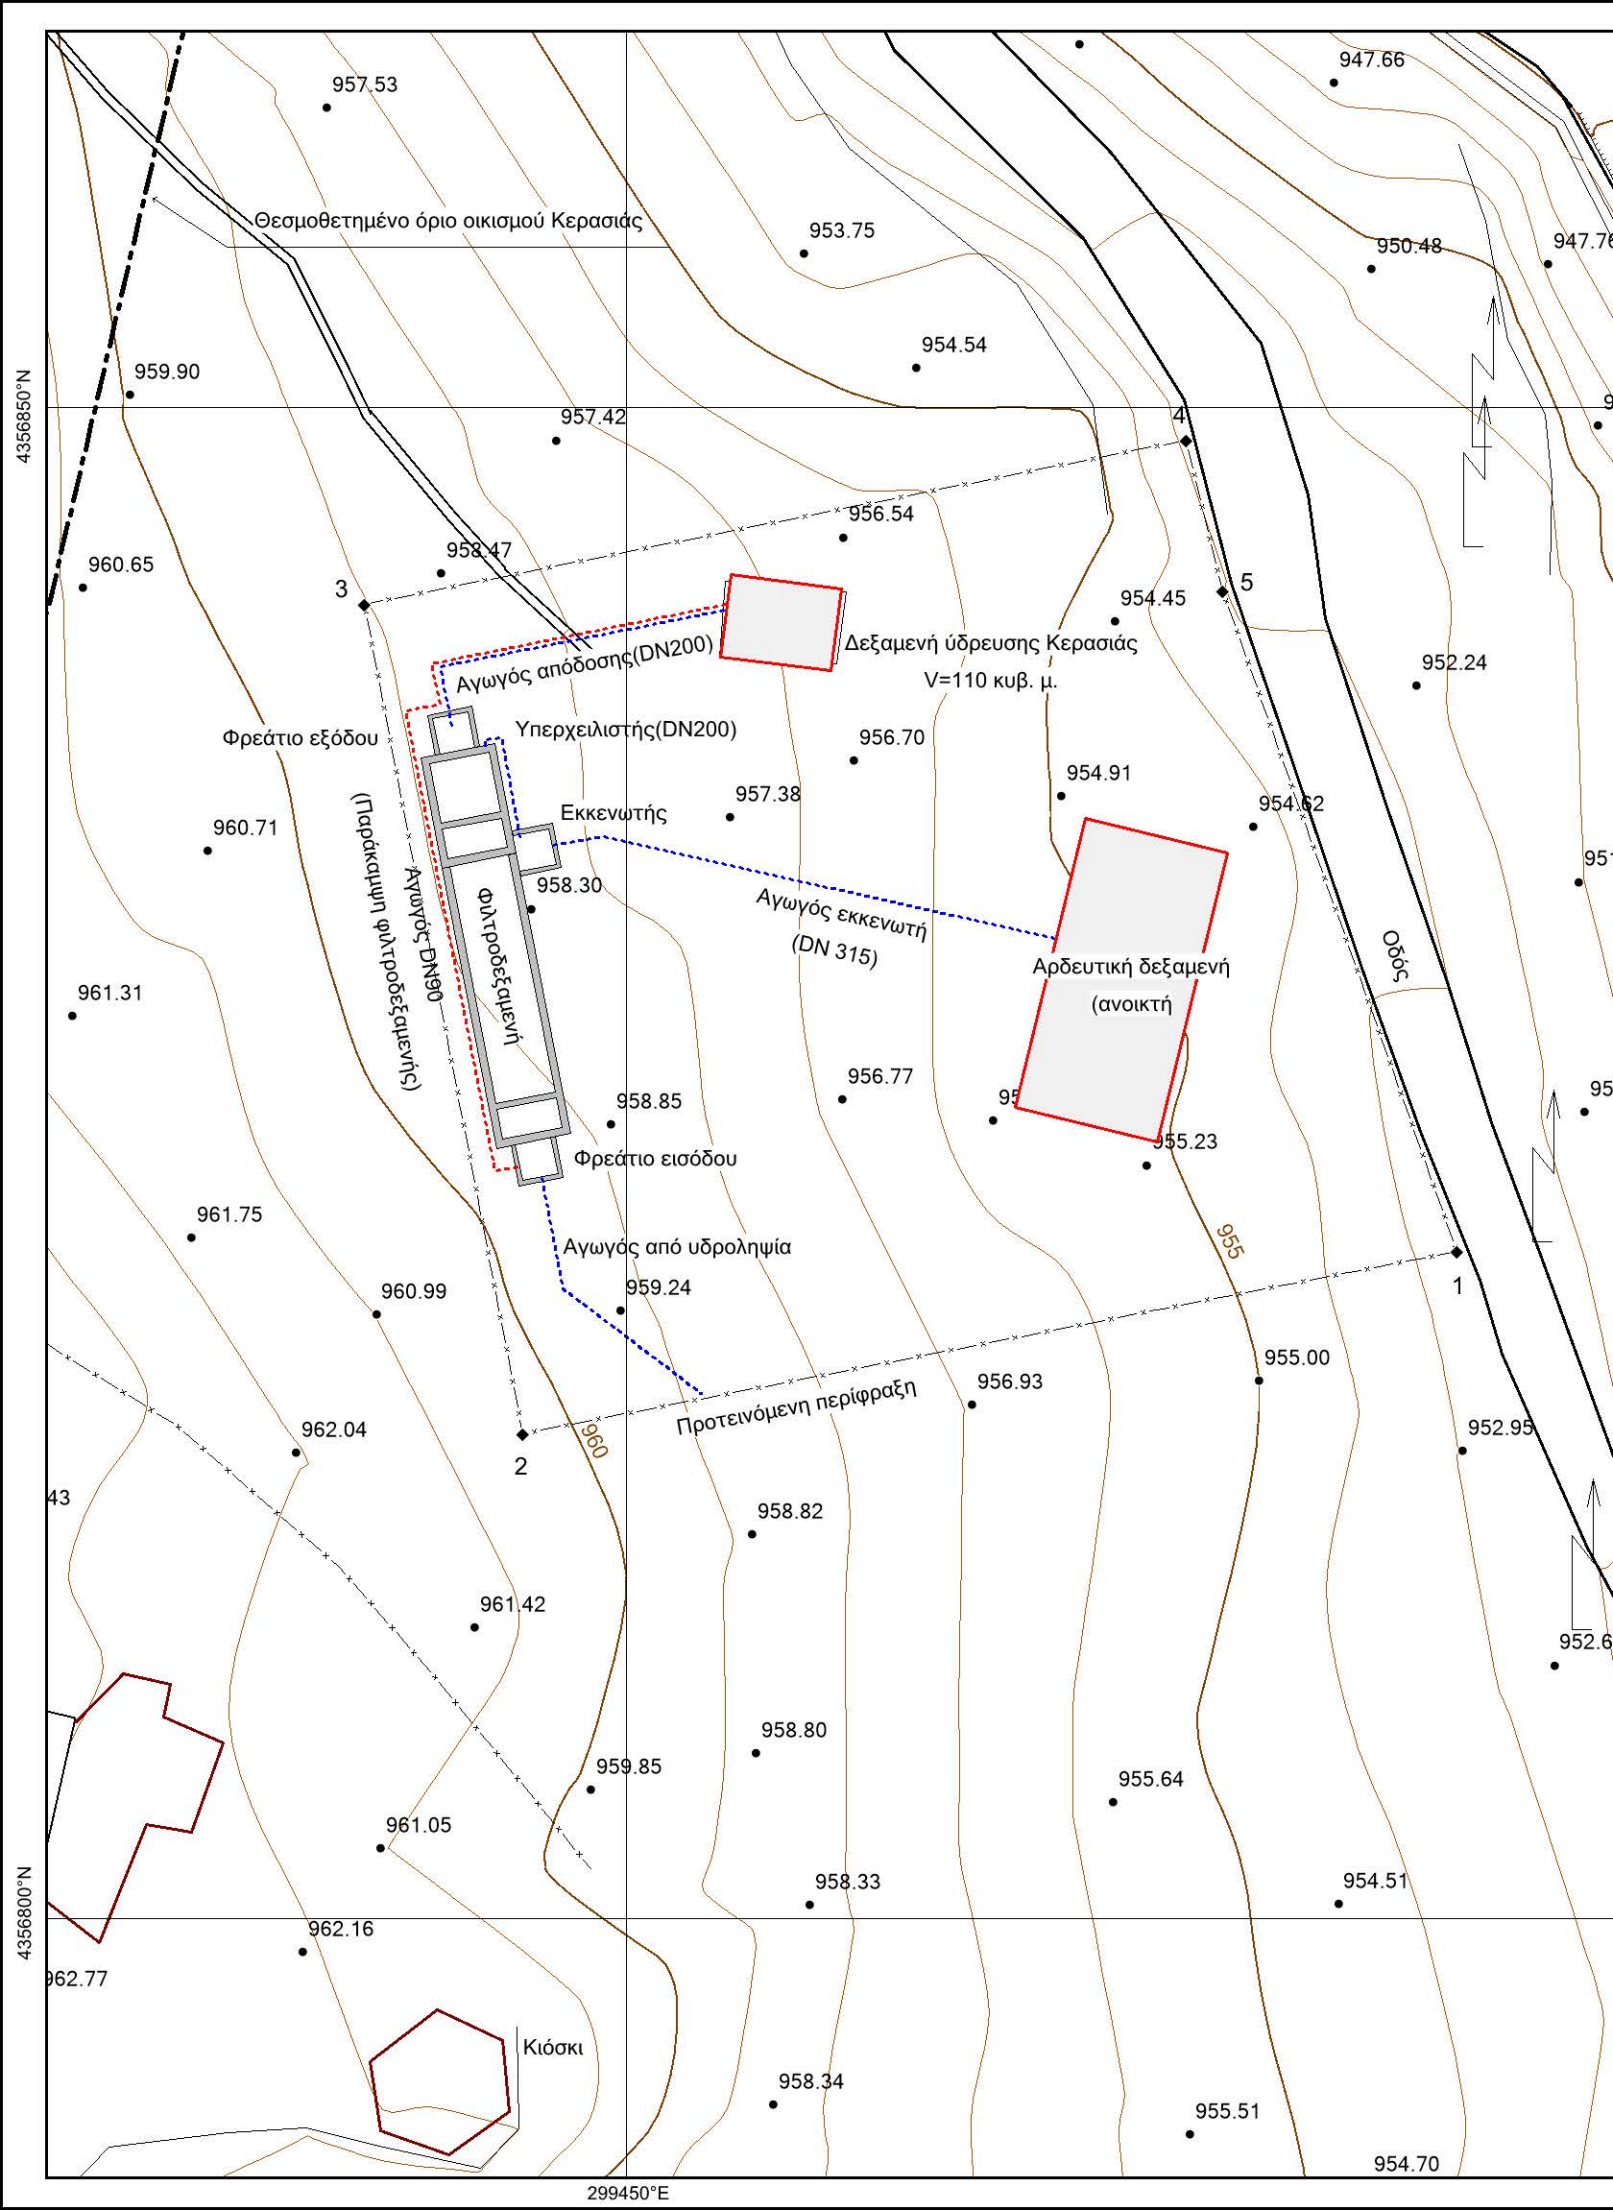 957.53
947.66
Θεσμοθετημένο όριο οικισμού Κερασιάς
953.75
950.48
947.76
954.54
959.90
4356850°N
957.42
4
956.54
958.47
960.65
3
5
954.45
Δεξαμενή ύδρευσης Κερασιάς
V=110 κυβ. μ.
952.24
Αγωγός απόδοσης(DN200)
Υπερχειλιστής(DN200)
Φρεάτιο εξόδου
956.70
954.91
957.38
954.62
Εκκενωτής
960.71
(Παράκαμψη φιλτροδεξαμενής)
Αγωγός DN90
Φιλτροδεξαμενή
958.30
Αγωγός εκκενωτή
(DN 315)
Οδός
Αρδευτική δεξαμενή
(ανοικτή
961.31
956.77
958.85
955.23
Φρεάτιο εισόδου
961.75
955
Αγωγός από υδροληψία
959.24
960.99
1
955.00
956.93
Προτεινόμενη περίφραξη
960
962.04
952.95
2
43
958.82
961.42
952.6
958.80
959.85
955.64
961.05
958.33
954.51
4356800°N
962.16
962.77
Κιόσκι
958.34
955.51
954.70
299450°E